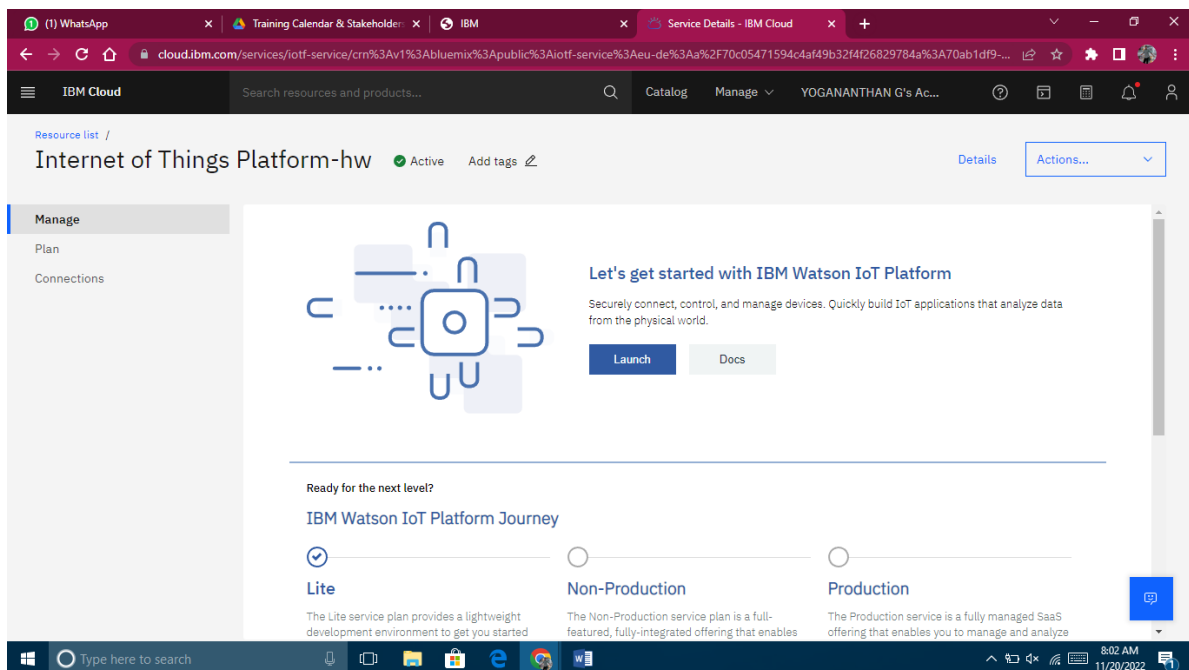 (1) WhatsApp
Training Calendar & Stakeholder
IBM
Service Details - IBM Cloud
cloud.ibm.com/services/iotf-service/crn%3Av1%3Abluemix%3Apublic%3Aiotf-service%3Aeu-de%3Aa%2F70c05471594c4af49b32f4f26829784a%3A70ab1df9-...
IBM Cloud
Search resources and products...
Catalog
Manage
YOGANANTHAN G's Ac...
Resource list /
Internet of Things Platform-hw
Active
Add tags
Details
Actions...
Manage
Plan
Connections
Let's get started with IBM Watson IoT Platform
Securely connect, control, and manage devices. Quickly build IoT applications that analyze data
from the physical world.
Launch
Docs
Ready for the next level?
IBM Watson IoT Platform Journey
Lite
The Lite service plan provides a lightweight
development environment to get you started
Non-Production
The Non-Production service plan is a full-
featured, fully-integrated offering that enables
Production
The Production service is a fully managed SaaS
offering that enables you to manage and analyze
Type here to search
8:02 AM
11/20/2022